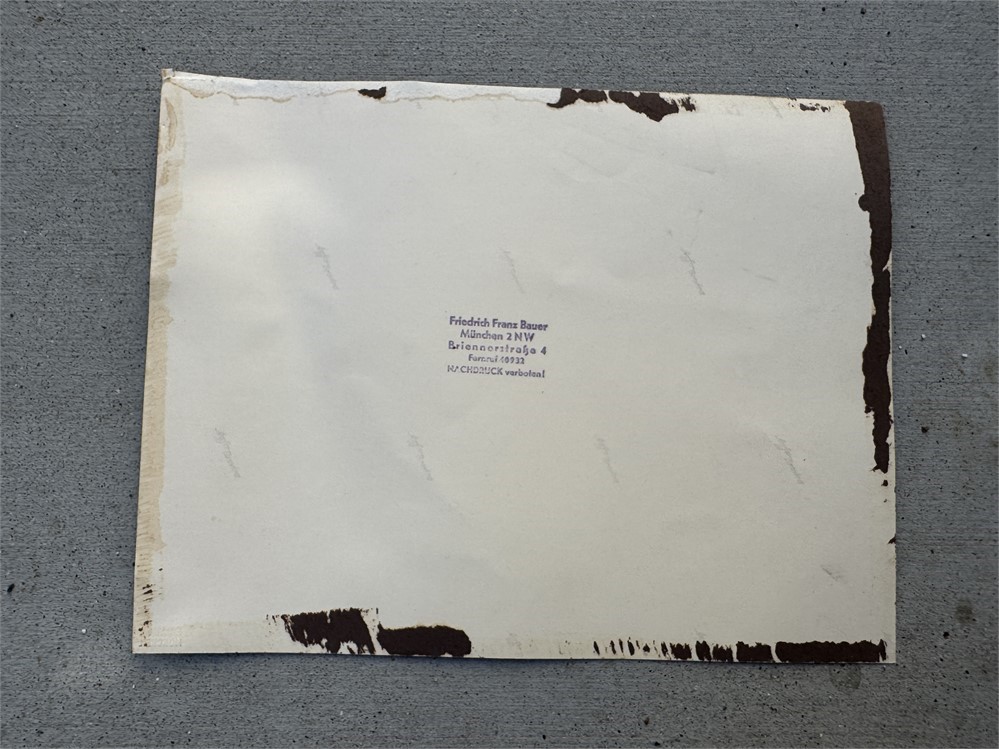 Friedrich Franz Bauer
München 2 NW
Briennerstraße 4
Fernruf
NACHDRUCK verboten!